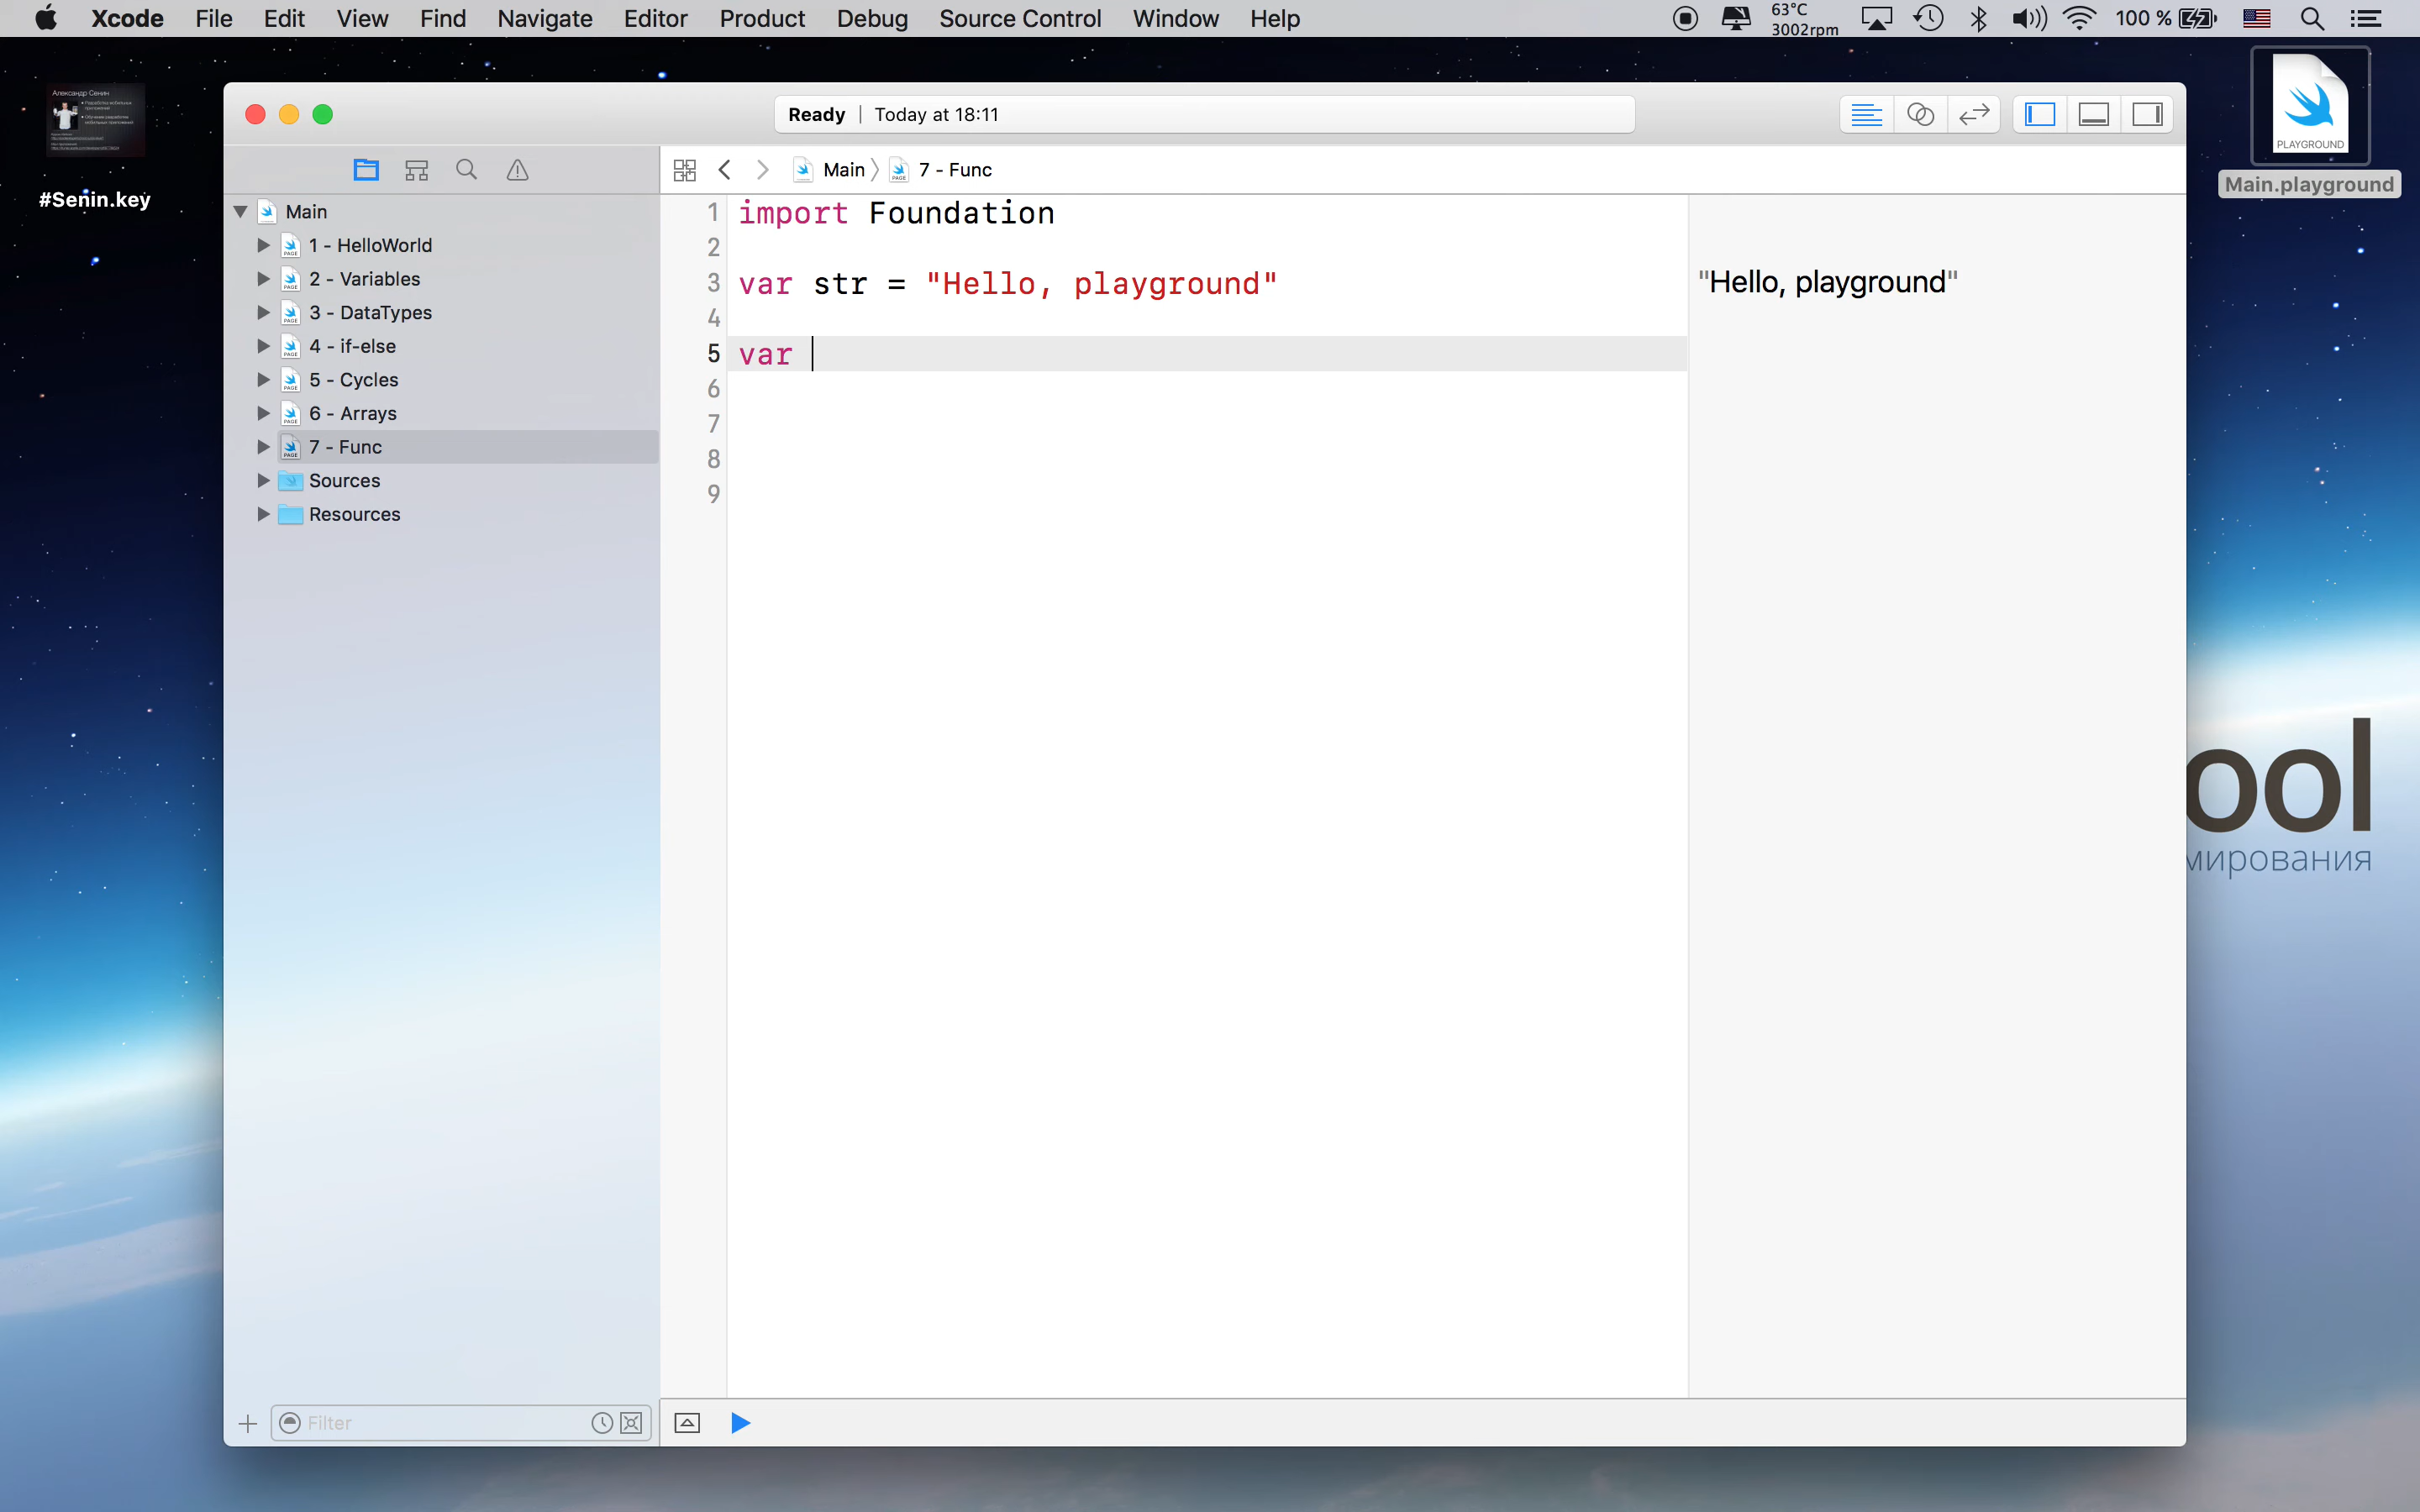 Xcode File Edit View Find Navigate Editor Product Debug Source Control Window Help
63°C
3002rpm
100 %
Александр Сенин
#Senin.key
PLAYGROUND
Main.playground
Ready | Today at 18:11
Main 〉 7 - Func
Main
1 - HelloWorld
2 - Variables
3 - DataTypes
4 - if-else
5 - Cycles
6 - Arrays
7 - Func
Sources
Resources
1 import Foundation
2
3 var str = "Hello, playground"
4
5 var
6
7
8
9
"Hello, playground"
ool
мирования
Filter